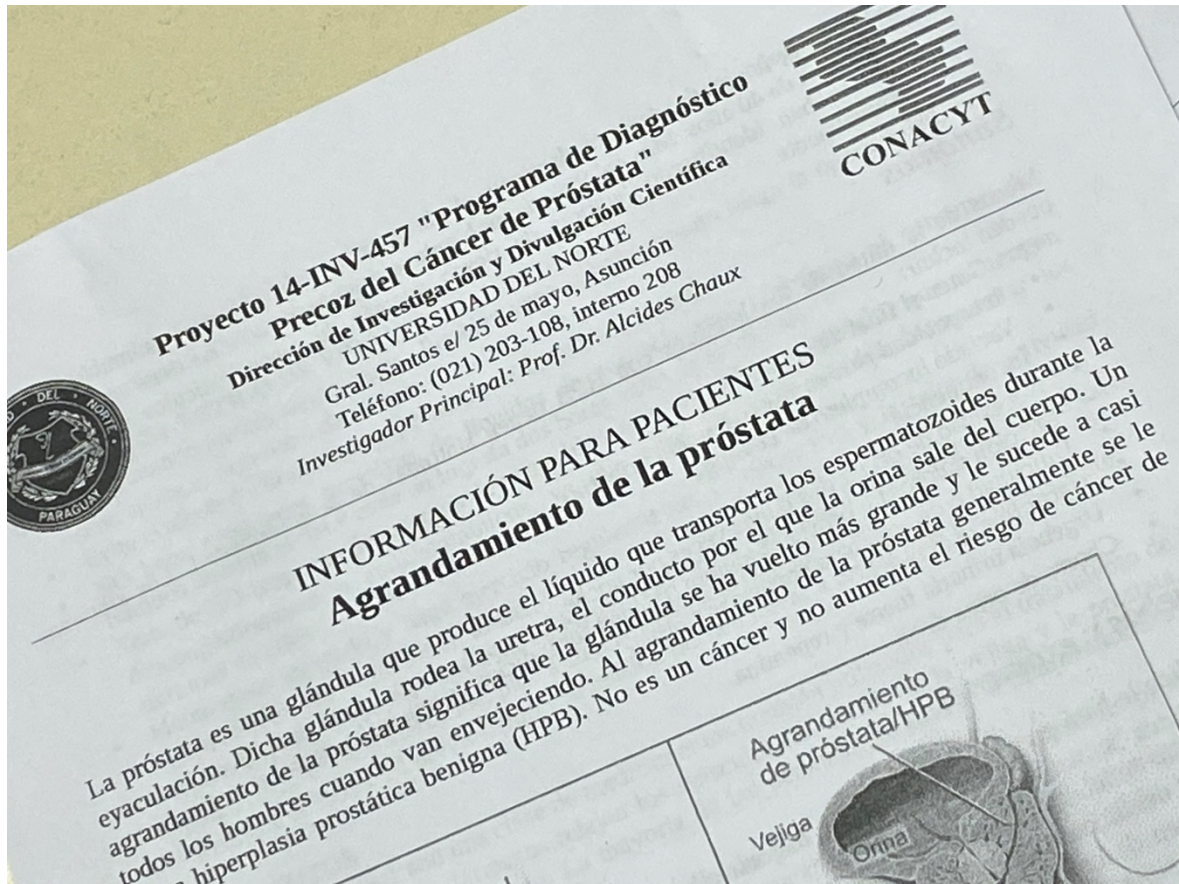 CONACYT
Proyecto 14-INV-457 "Programa de Diagnóstico
Precoz del Cáncer de Próstata"
Dirección de Investigación y Divulgación Científica
UNIVERSIDAD DEL NORTE
Gral. Santos e/ 25 de mayo, Asunción
Teléfono: (021) 203-108, interno 208
Investigador Principal: Prof. Dr. Alcides Chaux
DEL NORTE
PARAGUAY
INFORMACIÓN PARA PACIENTES
Agrandamiento de la próstata
La próstata es una glándula que produce el líquido que transporta los espermatozoides durante la
eyaculación. Dicha glándula rodea la uretra, el conducto por el que la orina sale del cuerpo. Un
agrandamiento de la próstata significa que la glándula se ha vuelto más grande y le sucede a casi
todos los hombres cuando van envejeciendo. Al agrandamiento de la próstata generalmente se le
hiperplasia prostática benigna (HPB). No es un cáncer y no aumenta el riesgo de cáncer de
Agrandamiento
de próstata/HPB
Vejiga
Orina